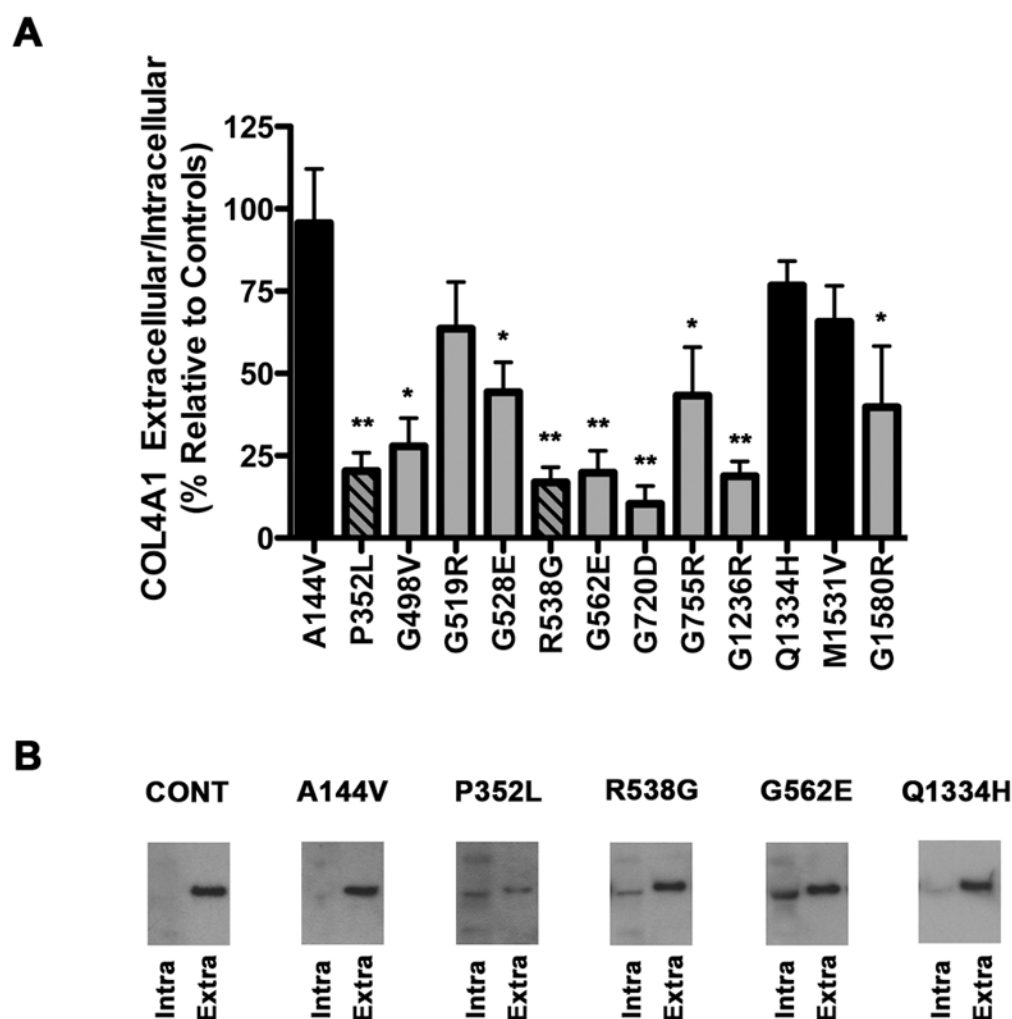 A
COL4A1 Extracellular/Intracellular
(% Relative to Controls)
125
100
75
50
25
0
**
*
*
**
**
**
*
**
*
A144V
P352L
G498V
G519R
G528E
R538G
G562E
G720D
G755R
G1236R
Q1334H
M1531V
G1580R
B
CONT A144V P352L R538G G562E Q1334H
Intra Extra Intra Extra Intra Extra Intra Extra Intra Extra Intra Extra